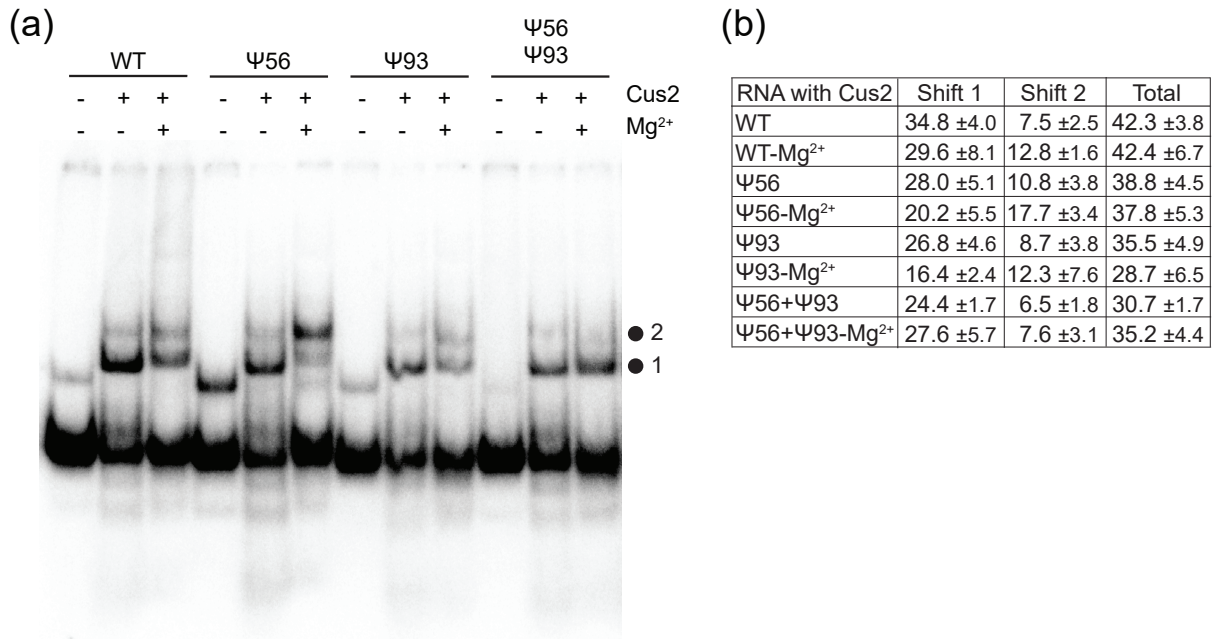 (a)
Ψ56
WT Ψ56 Ψ93 Ψ93
- + + - + + - + + - + + Cus2
- - + - - + - - + - - + Mg²⁺
2
1
(b)
RNA with Cus2 Shift 1 Shift 2 Total
WT 34.8 ±4.0 7.5 ±2.5 42.3 ±3.8
WT-Mg²⁺ 29.6 ±8.1 12.8 ±1.6 42.4 ±6.7
Ψ56 28.0 ±5.1 10.8 ±3.8 38.8 ±4.5
Ψ56-Mg²⁺ 20.2 ±5.5 17.7 ±3.4 37.8 ±5.3
Ψ93 26.8 ±4.6 8.7 ±3.8 35.5 ±4.9
Ψ93-Mg²⁺ 16.4 ±2.4 12.3 ±7.6 28.7 ±6.5
Ψ56+Ψ93 24.4 ±1.7 6.5 ±1.8 30.7 ±1.7
Ψ56+Ψ93-Mg²⁺ 27.6 ±5.7 7.6 ±3.1 35.2 ±4.4